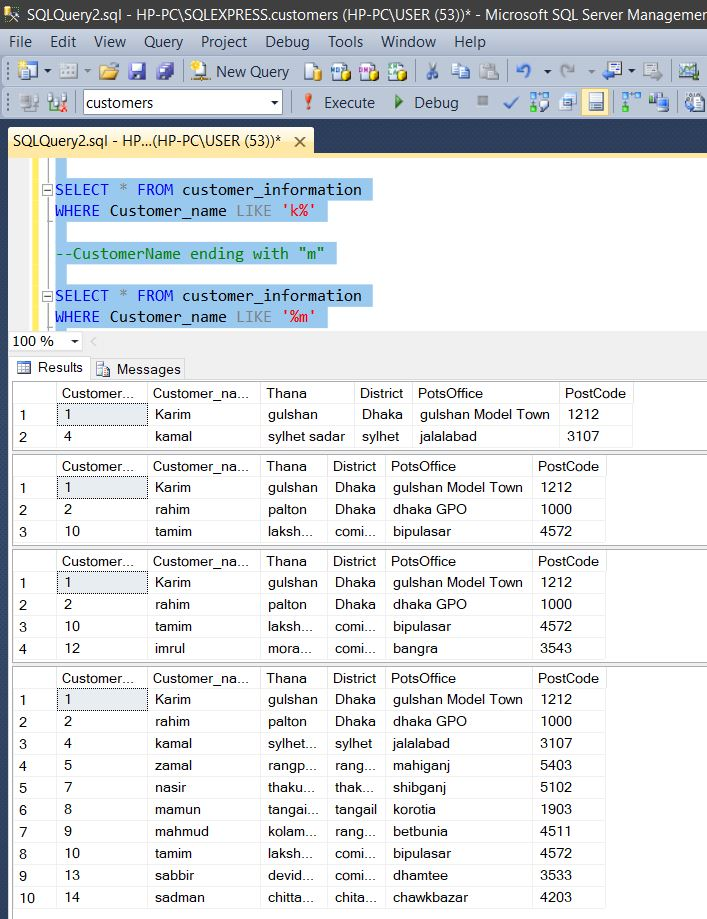 SQLQuery2.sql - HP-PC\SQLEXPRESS.customers (HP-PC\USER (53))* - Microsoft SQL Server Managemer
File Edit View Query Project Debug Tools Window Help
New Query
customers Execute Debug
SQLQuery2.sql - HP...(HP-PC\USER (53))*
SELECT * FROM customer_information
WHERE Customer_name LIKE 'k%'
--CustomerName ending with "m"
SELECT * FROM customer_information
WHERE Customer_name LIKE '%m'
100 %
Results Messages
Customer... Customer_na... Thana District PotsOffice PostCode
1 1 Karim gulshan Dhaka gulshan Model Town 1212
2 4 kamal sylhet sadar sylhet jalalabad 3107
Customer... Customer_na... Thana District PotsOffice PostCode
1 1 Karim gulshan Dhaka gulshan Model Town 1212
2 2 rahim palton Dhaka dhaka GPO 1000
3 10 tamim laksh... comi... bipulasar 4572
Customer... Customer_na... Thana District PotsOffice PostCode
1 1 Karim gulshan Dhaka gulshan Model Town 1212
2 2 rahim palton Dhaka dhaka GPO 1000
3 10 tamim laksh... comi... bipulasar 4572
4 12 imrul mora... comi... bangra 3543
Customer... Customer_na... Thana District PotsOffice PostCode
1 1 Karim gulshan Dhaka gulshan Model Town 1212
2 2 rahim palton Dhaka dhaka GPO 1000
3 4 kamal sylhet... sylhet jalalabad 3107
4 5 zamal rangp... rang... mahiganj 5403
5 7 nasir thaku... thak... shibganj 5102
6 8 mamun tangai... tangail korotia 1903
7 9 mahmud kolam... rang... betbunia 4511
8 10 tamim laksh... comi... bipulasar 4572
9 13 sabbir devid... comi... dhamtee 3533
10 14 sadman chitta... chita... chawkbazar 4203